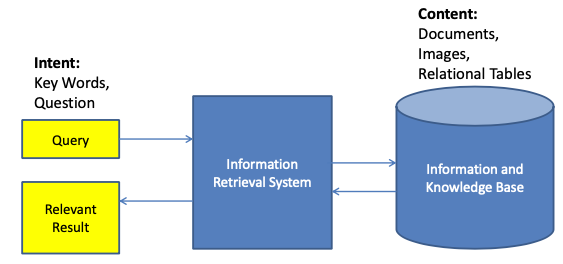 Intent:
Key Words,
Question
Query
Relevant
Result
Information
Retrieval System
Content:
Documents,
Images,
Relational Tables
Information and
Knowledge Base